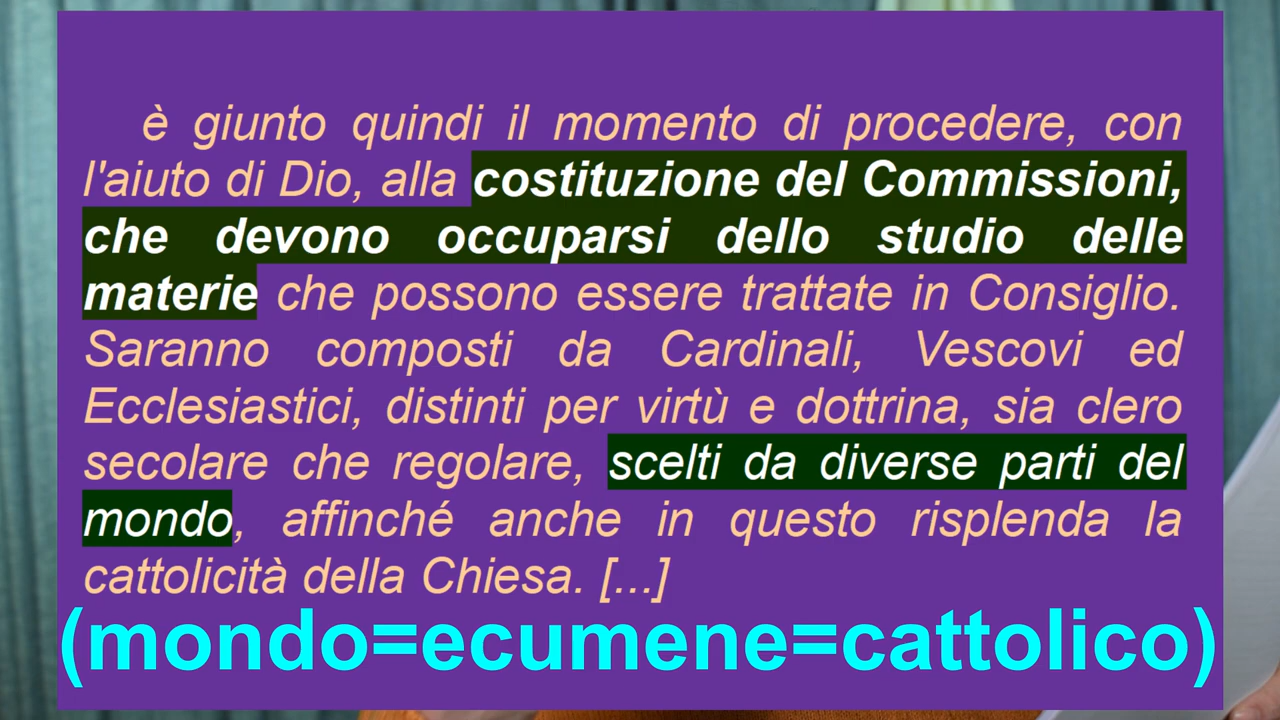 è giunto quindi il momento di procedere, con
l'aiuto di Dio, alla costituzione del Commissioni,
che devono occuparsi dello studio delle
materie che possono essere trattate in Consiglio.
Saranno composti da Cardinali, Vescovi ed
Ecclesiastici, distinti per virtù e dottrina, sia clero
secolare che regolare, scelti da diverse parti del
mondo, affinché anche in questo risplenda la
cattolicità della Chiesa. [...]
(mondo=ecumene=cattolico)